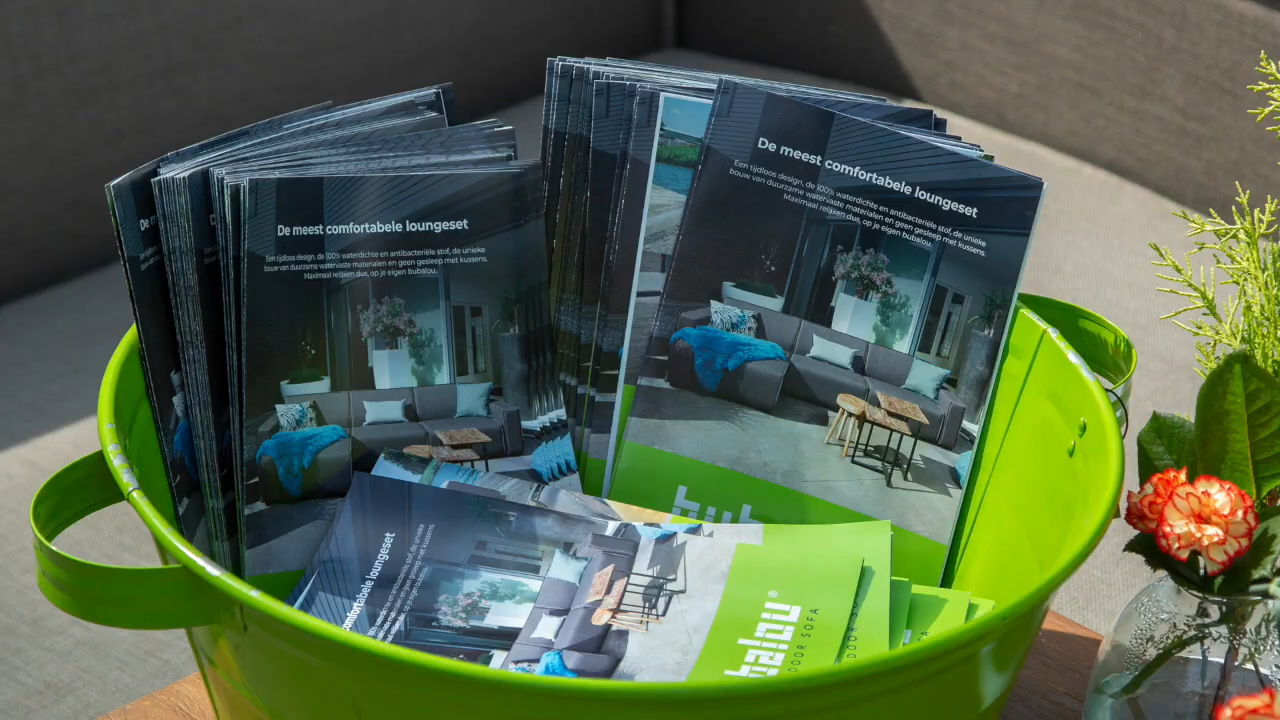 De meest comfortabele loungeset
Een tijdloos design, de 100% waterdichte en antibacteriële stof, de unieke
bouw van duurzame watervaste materialen en geen gesleep met kussens.
Maximaal relaxen dus, op je eigen bubalou.
De meest comfortabele loungeset
Een tijdloos design, de 100% waterdichte en antibacteriële stof, de unieke
bouw van duurzame watervaste materialen en geen gesleep met kussens.
Maximaal relaxen dus, op je eigen bubalou.
De m
loungeset
balou®
DOOR SOFA